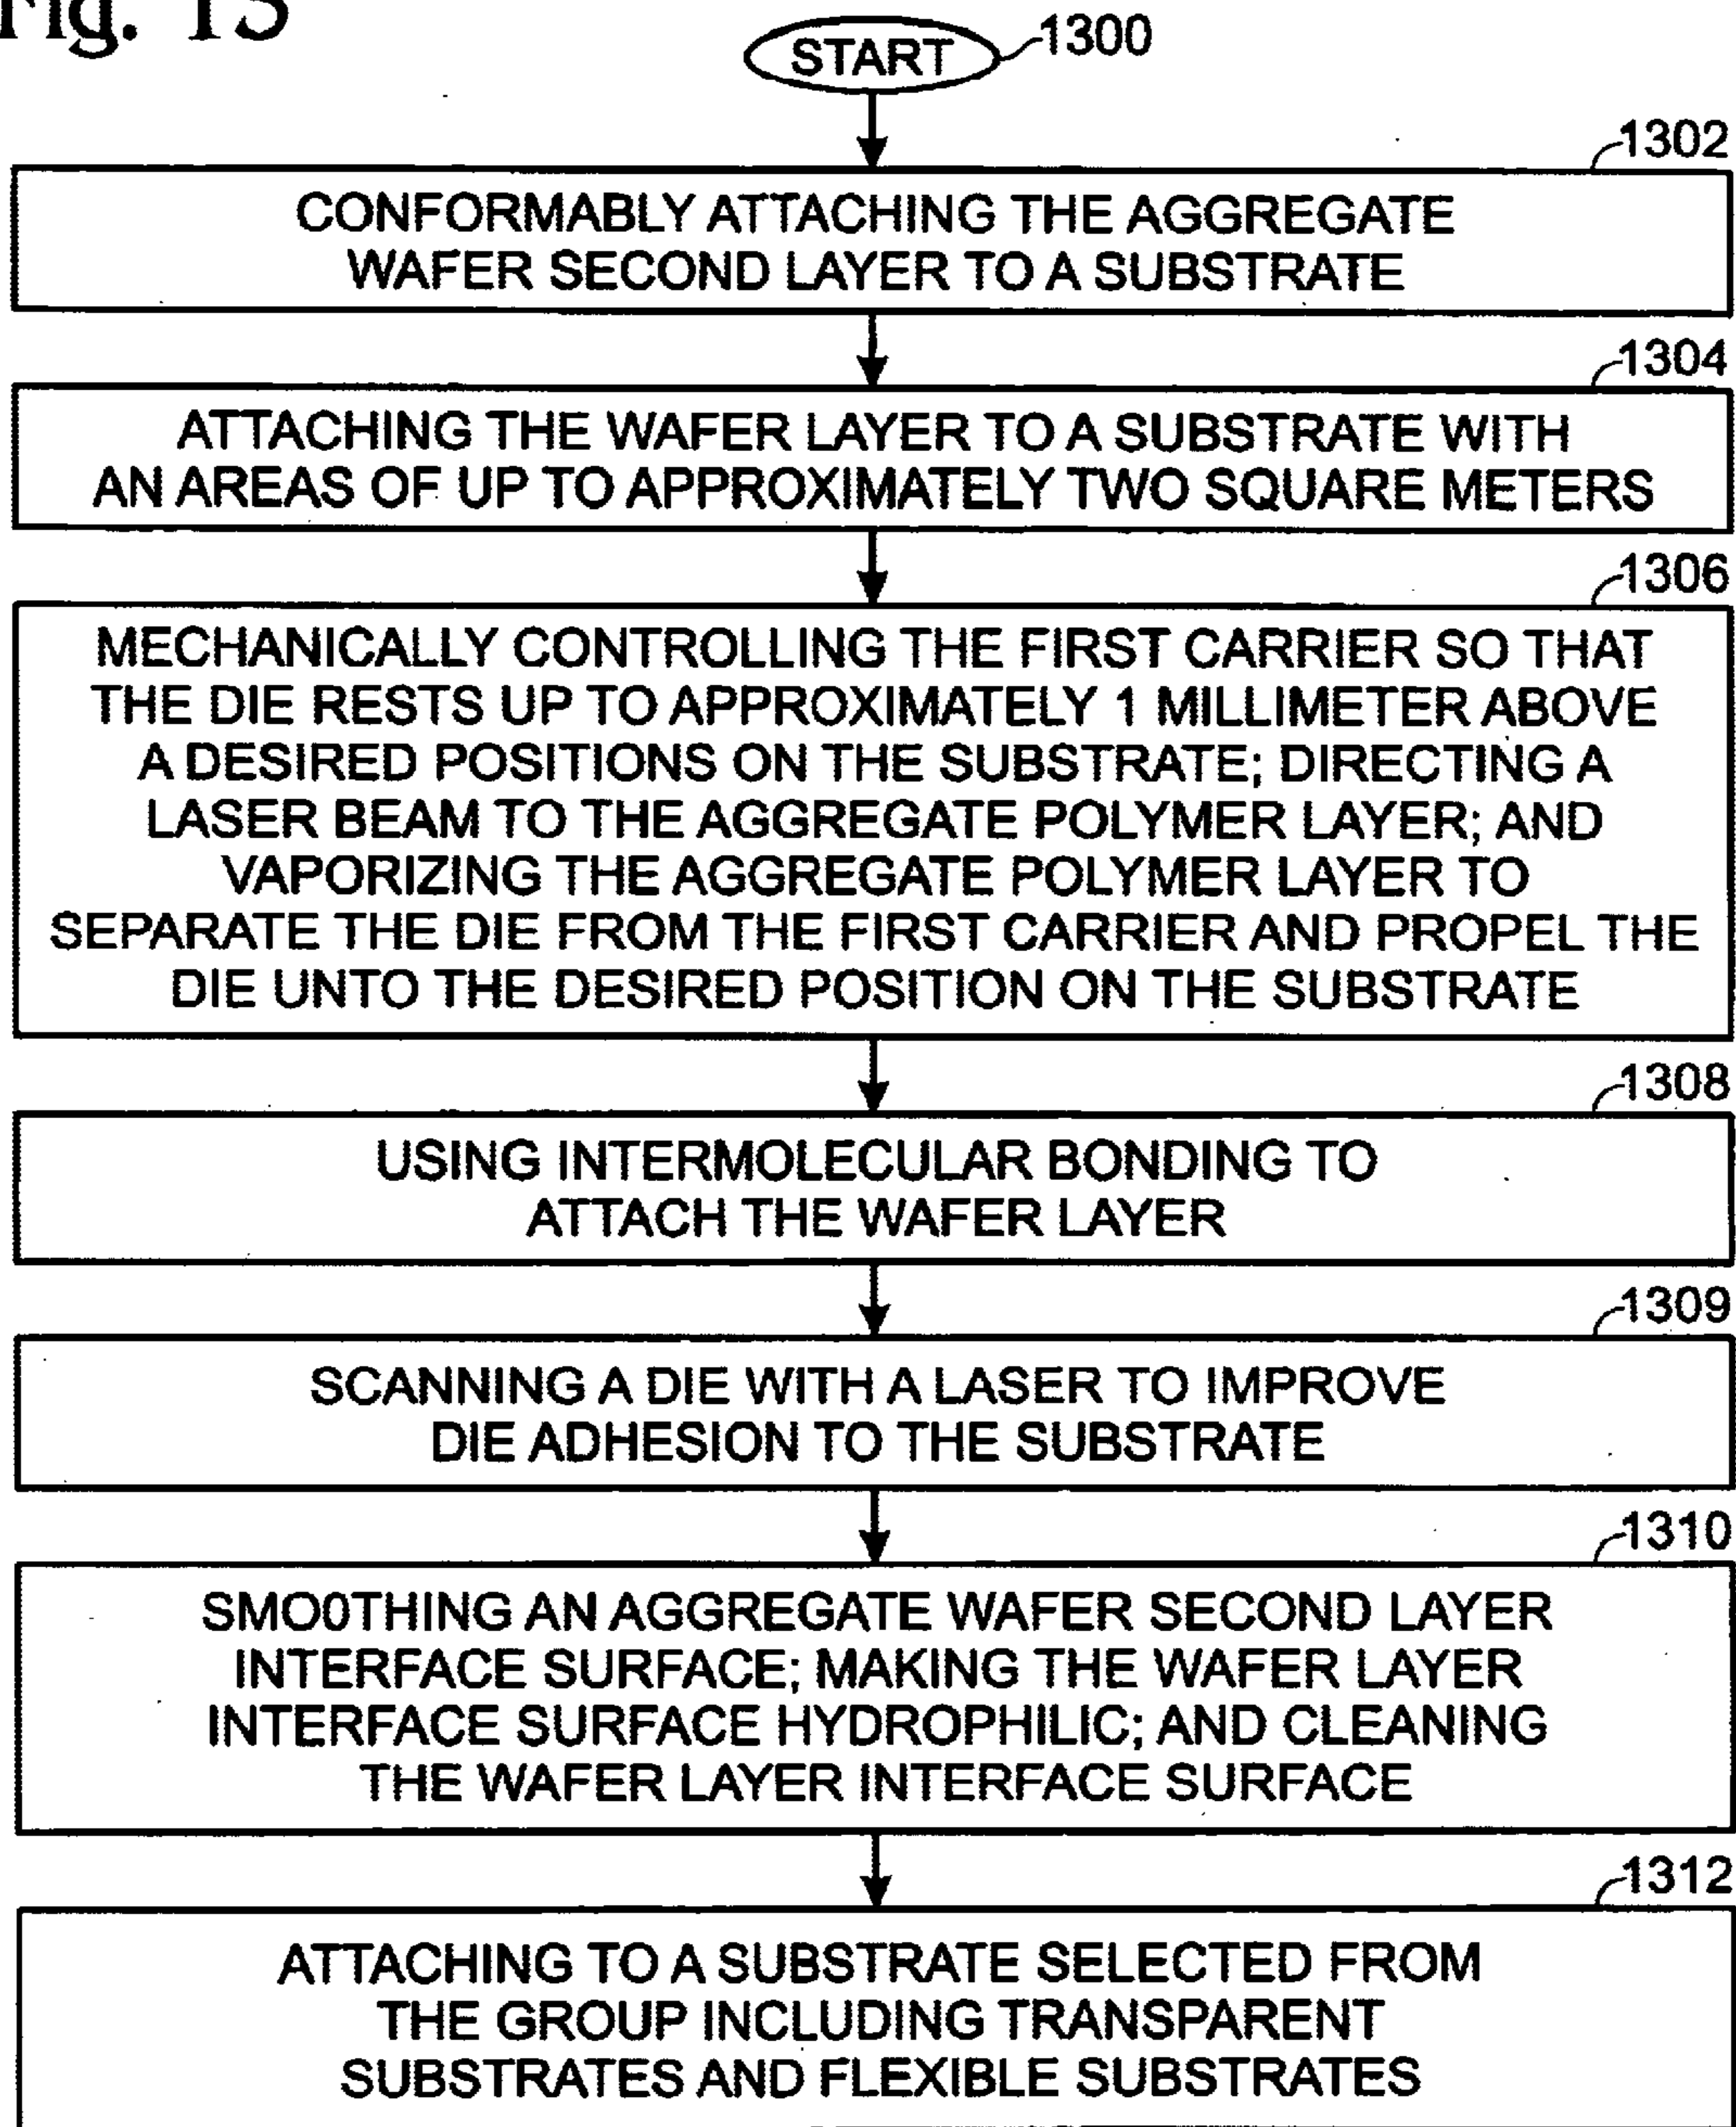 Fig. 13
START
1300
1302
CONFORMABLY ATTACHING THE AGGREGATE
WAFER SECOND LAYER TO A SUBSTRATE
1304
ATTACHING THE WAFER LAYER TO A SUBSTRATE WITH
AN AREAS OF UP TO APPROXIMATELY TWO SQUARE METERS
1306
MECHANICALLY CONTROLLING THE FIRST CARRIER SO THAT
THE DIE RESTS UP TO APPROXIMATELY 1 MILLIMETER ABOVE
A DESIRED POSITIONS ON THE SUBSTRATE; DIRECTING A
LASER BEAM TO THE AGGREGATE POLYMER LAYER; AND
VAPORIZING THE AGGREGATE POLYMER LAYER TO
SEPARATE THE DIE FROM THE FIRST CARRIER AND PROPEL THE
DIE UNTO THE DESIRED POSITION ON THE SUBSTRATE
1308
USING INTERMOLECULAR BONDING TO
ATTACH THE WAFER LAYER
1309
SCANNING A DIE WITH A LASER TO IMPROVE
DIE ADHESION TO THE SUBSTRATE
1310
SMO0THING AN AGGREGATE WAFER SECOND LAYER
INTERFACE SURFACE; MAKING THE WAFER LAYER
INTERFACE SURFACE HYDROPHILIC; AND CLEANING
THE WAFER LAYER INTERFACE SURFACE
1312
ATTACHING TO A SUBSTRATE SELECTED FROM
THE GROUP INCLUDING TRANSPARENT
SUBSTRATES AND FLEXIBLE SUBSTRATES